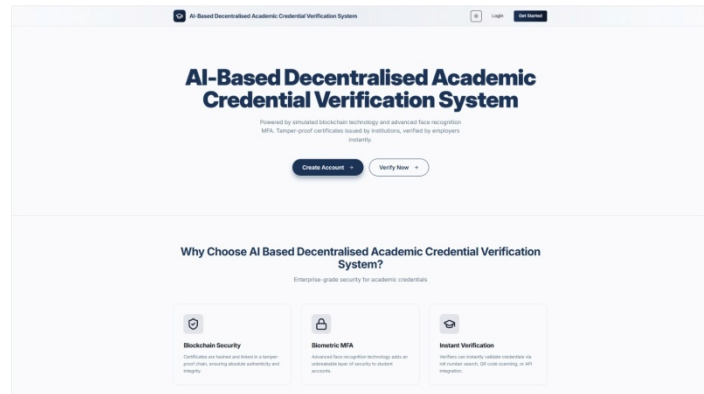 AI-Based Decentralised Academic Credential Verification System
Login
Get Started
AI-Based Decentralised Academic
Credential Verification System
Powered by simulated blockchain technology and advanced face recognition
MFA. Tamper-proof certificates issued by institutions, verified by employers
instantly.
Create Account →
Verify Now →
Why Choose AI Based Decentralised Academic Credential Verification
System?
Enterprise-grade security for academic credentials
Blockchain Security
Certificates are hashed and linked in a tamper-
proof chain, ensuring absolute authenticity and
integrity.
Biometric MFA
Advanced face recognition technology adds an
unbreakable layer of security to student
accounts.
Instant Verification
Verifiers can instantly validate credentials via
roll number search, QR code scanning, or API
integration.